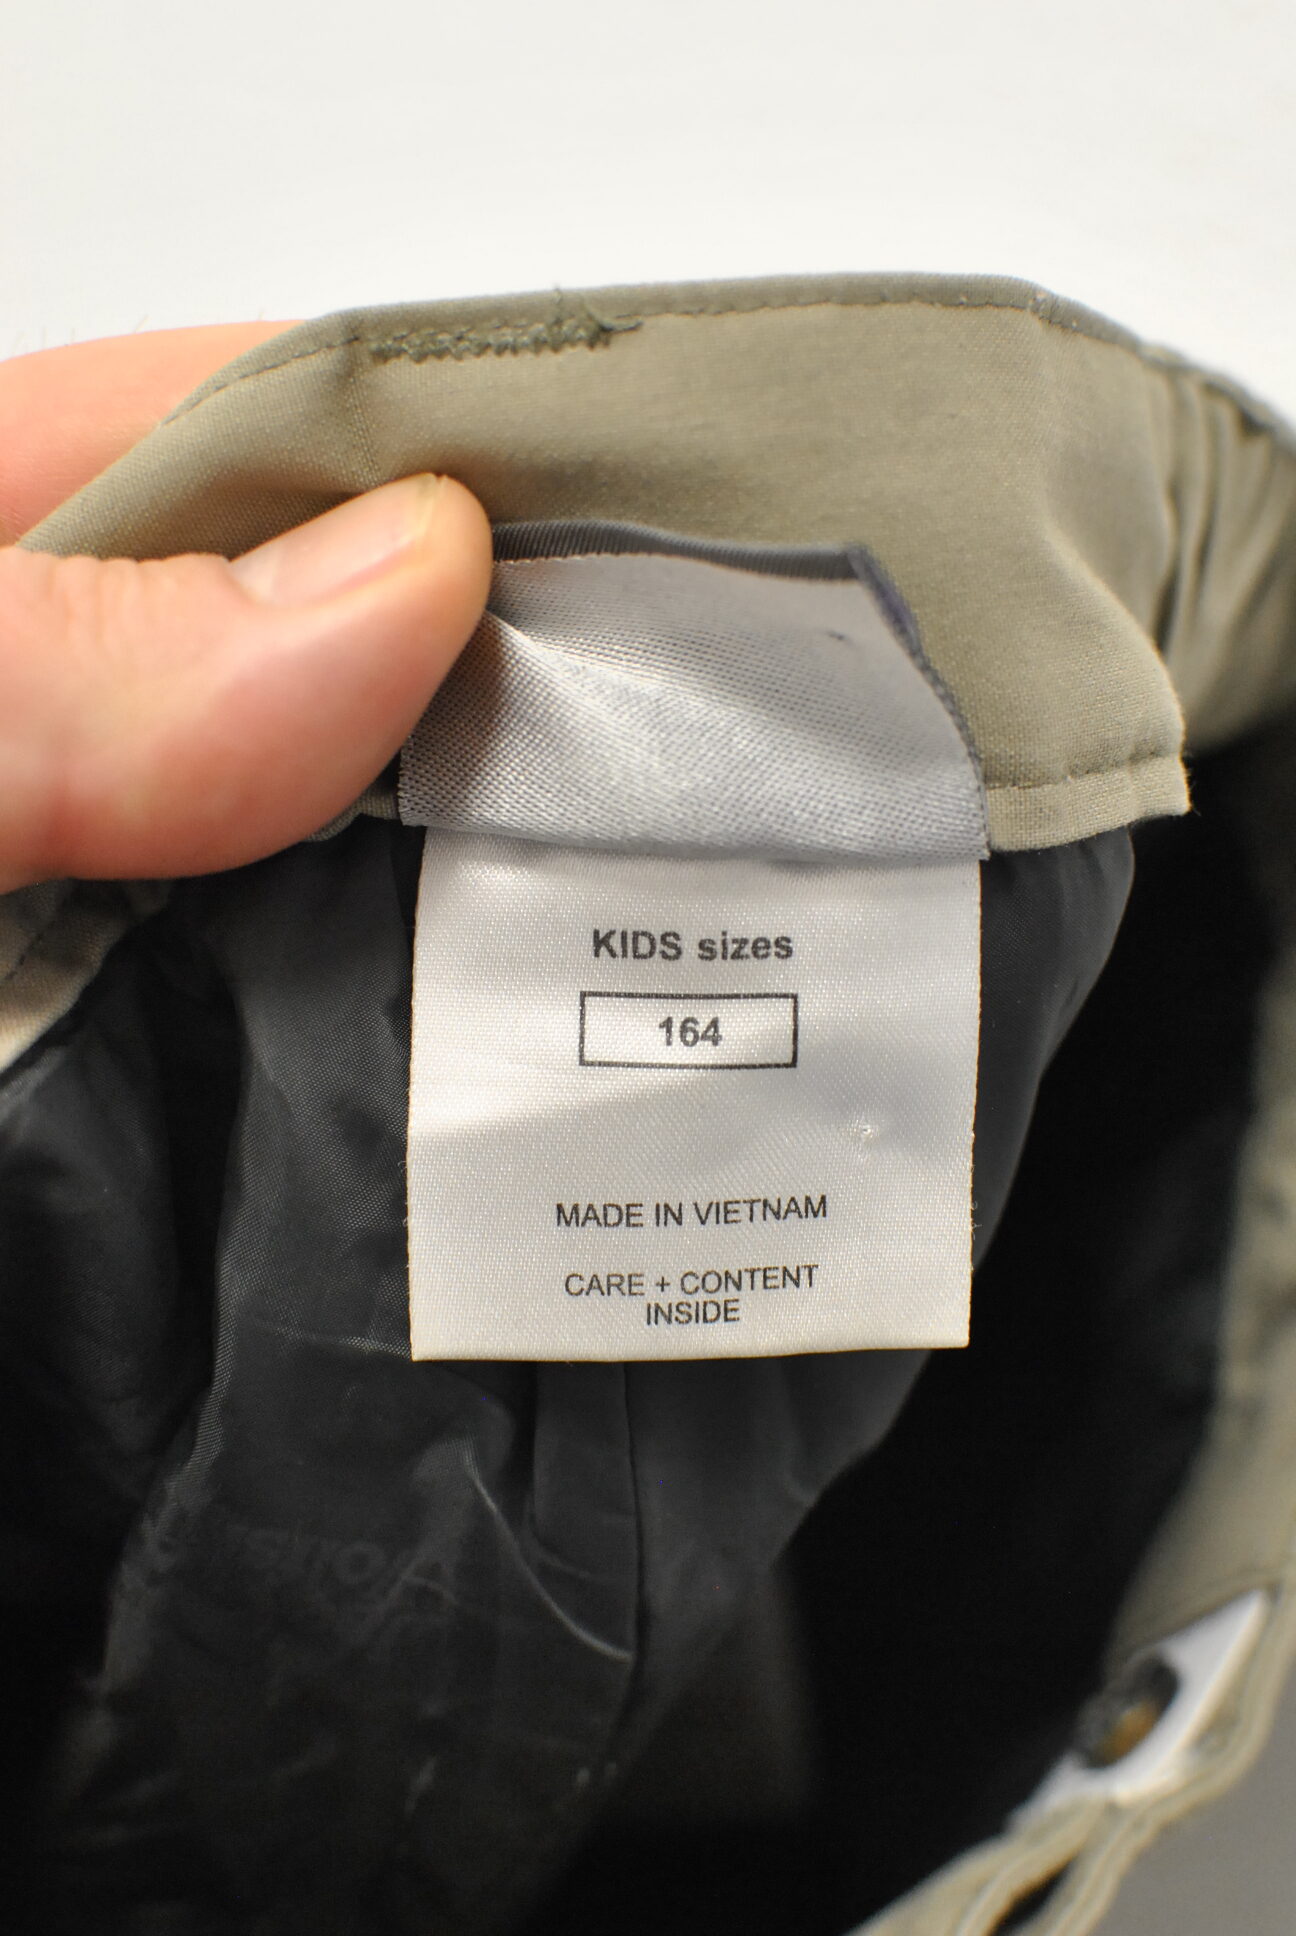 KIDS sizes
164
MADE IN VIETNAM
CARE + CONTENT
INSIDE